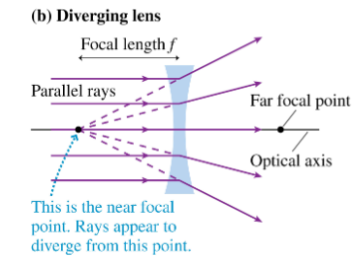 (b) Diverging lens
Focal length f
Parallel rays
Far focal point
Optical axis
This is the near focal
point. Rays appear to
diverge from this point.